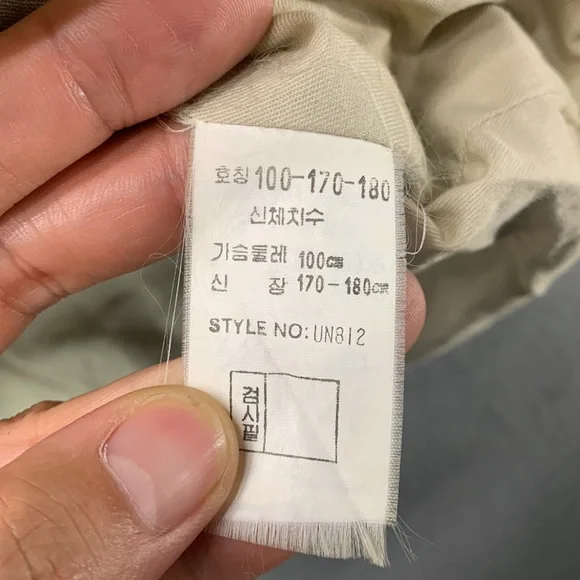 호칭 100-170-180
신체치수
가슴둘레 100cm
신 장 170-180cm
STYLE NO: UN812
검시필